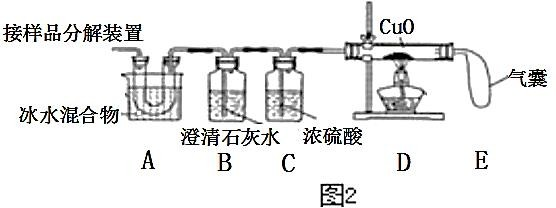 接样品分解装置
CuO
气囊
冰水混合物
澄清石灰水
浓硫酸
A B C D E
图2